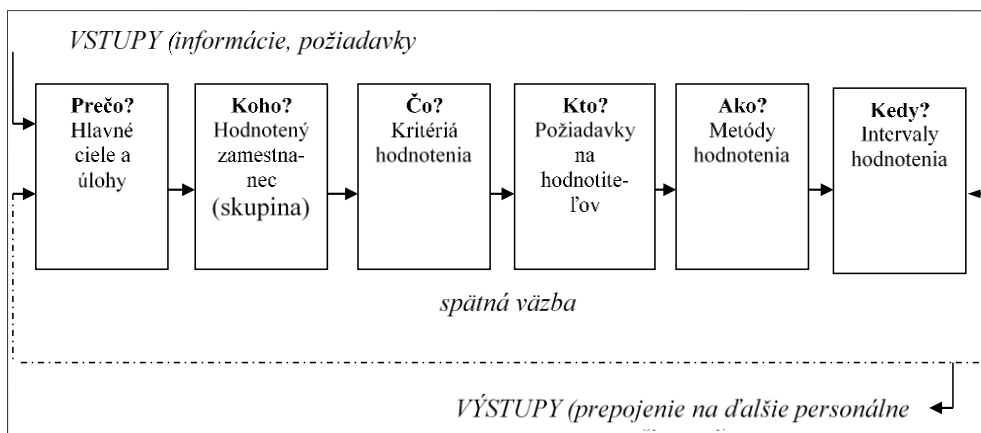 VSTUPY (informácie, požiadavky
Prečo?
Hlavné
ciele a
úlohy
Koho?
Hodnotený
zamestna-
nec
(skupina)
Čo?
Kritériá
hodnotenia
Kto?
Požiadavky
na
hodnotite-
ľov
Ako?
Metódy
hodnotenia
Kedy?
Intervaly
hodnotenia
spätná väzba
VÝSTUPY (prepojenie na ďalšie personálne